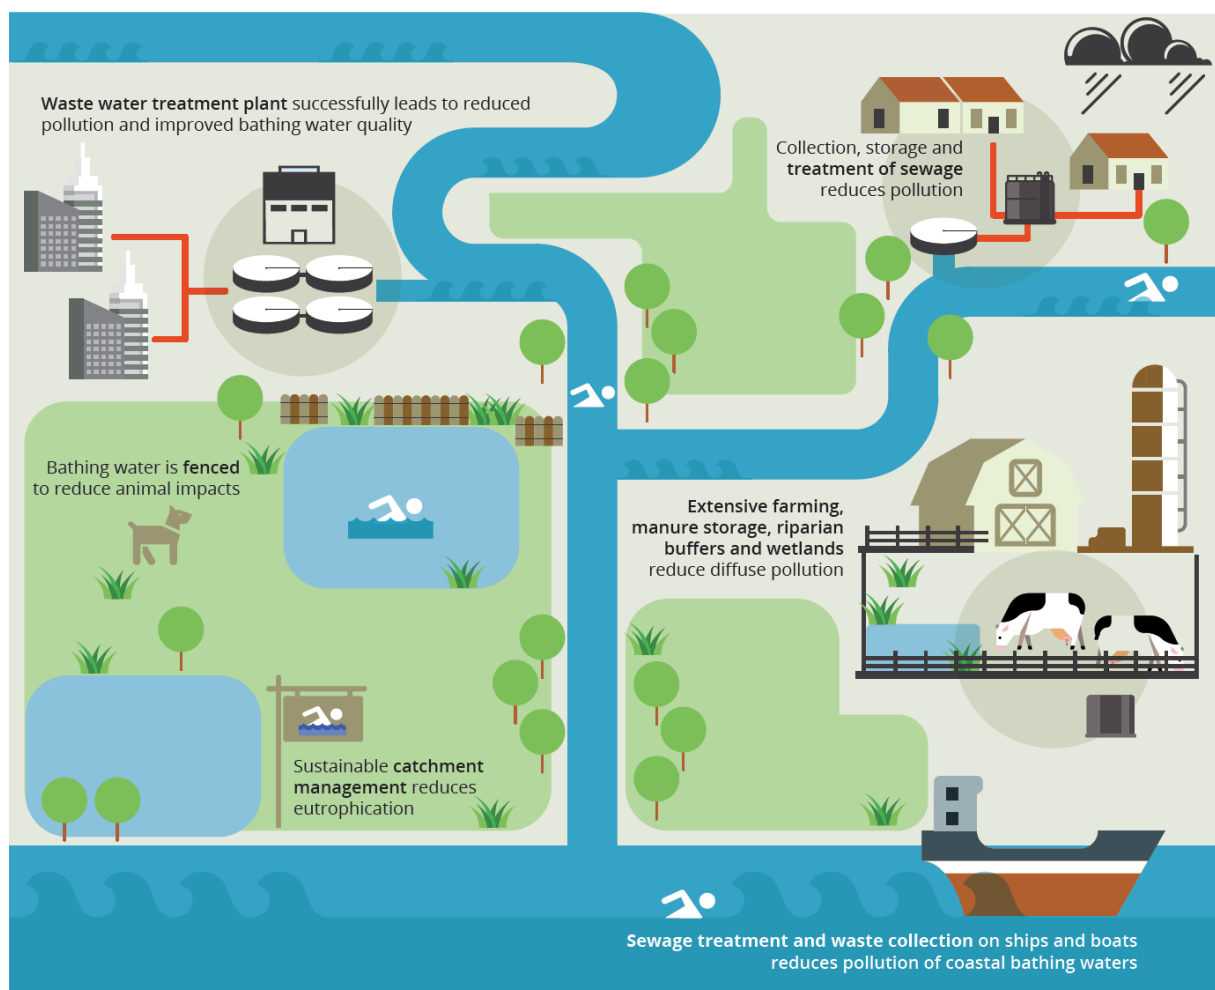 Waste water treatment plant successfully leads to reduced
pollution and improved bathing water quality
Collection, storage and
treatment of sewage
reduces pollution
Bathing water is fenced
to reduce animal impacts
Extensive farming,
manure storage, riparian
buffers and wetlands
reduce diffuse pollution
Sustainable catchment
management reduces
eutrophication
Sewage treatment and waste collection on ships and boats
reduces pollution of coastal bathing waters